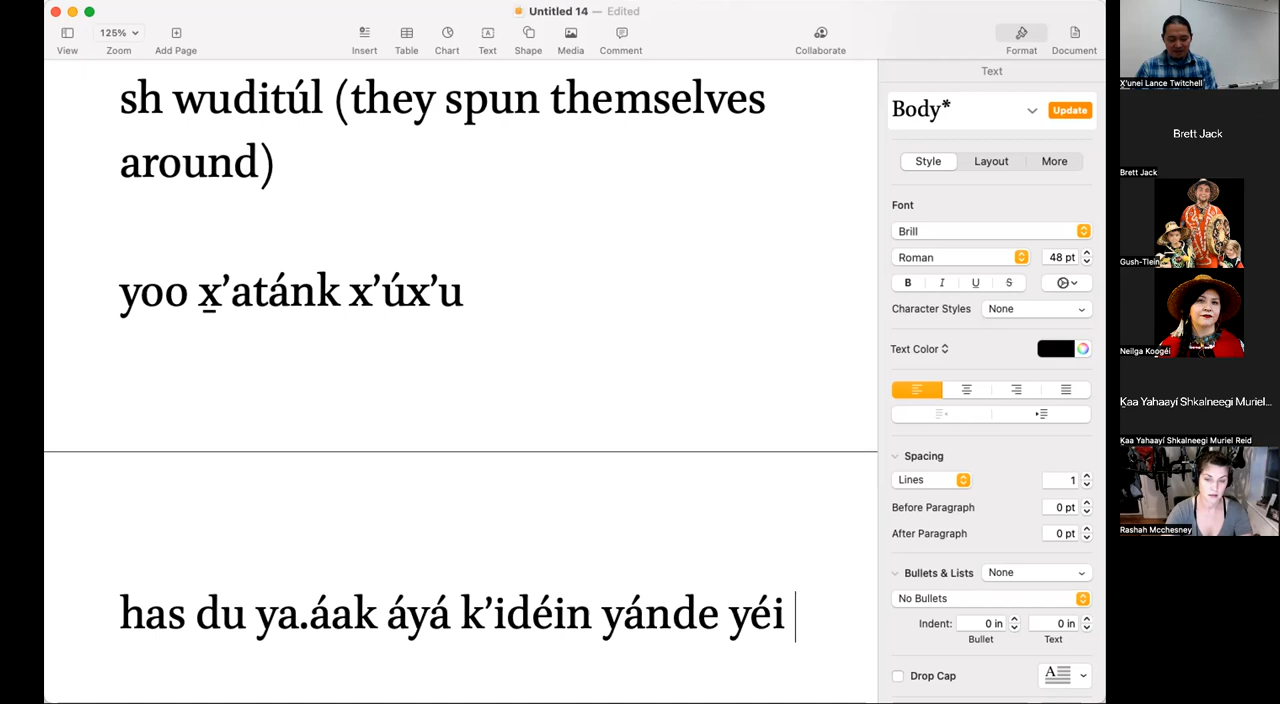 Untitled 14 — Edited
125%
View
Zoom
Add Page
Insert
Table
Chart
Text
Shape
Media
Comment
Collaborate
Format
Document
sh wuditúl (they spun themselves
around)
yoo x̱’atánk x’úx’u
has du ya.áak áyá k’idéin yánde yéi
Text
Body*
Update
Style
Layout
More
Font
Brill
Roman
48 pt
B I U S
Character Styles
None
Text Color
Spacing
Lines
1
Before Paragraph
0 pt
After Paragraph
0 pt
Bullets & Lists
None
No Bullets
Indent:
0 in
0 in
Bullet
Text
Drop Cap
A
X'unei Lance Twitchell
Brett Jack
Brett Jack
Gush-Tlein
Neilga Koogéi
Ḵaa Yahaayí Shkalneegi Muriel...
Ḵaa Yahaayí Shkalneegi Muriel Reid
Rashah Mcchesney